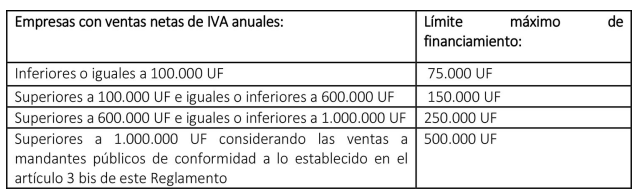 Empresas con ventas netas de IVA anuales:
Límite máximo de
financiamiento:
Inferiores o iguales a 100.000 UF
75.000 UF
Superiores a 100.000 UF e iguales o inferiores a 600.000 UF
150.000 UF
Superiores a 600.000 UF e iguales o inferiores a 1.000.000 UF
250.000 UF
Superiores a 1.000.000 UF considerando las ventas a
500.000 UF
mandantes públicos de conformidad a lo establecido en el
artículo 3 bis de este Reglamento